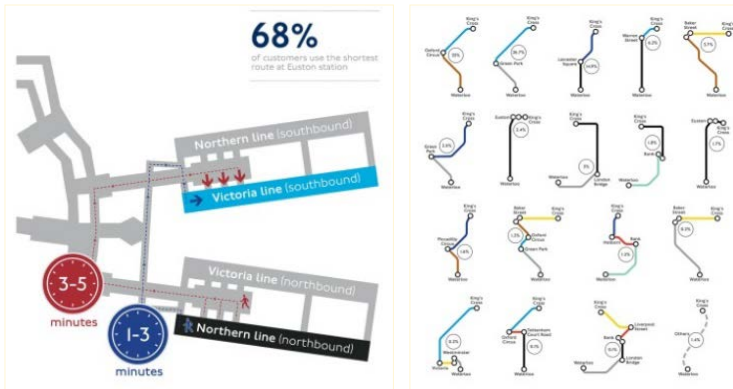 68%
of customers use the shortest
route at Euston station
Northern line (southbound)
Victoria line (southbound)
Victoria line (northbound)
Northern line (northbound)
3-5
minutes
1-3
minutes
King's
Cross
Oxford
Circus
Waterloo
King's
Cross
Green Park
Waterloo
King's
Cross
Leicester
Square
Waterloo
King's
Cross
Warren
Street
Waterloo
Baker
Street
King's
Cross
Waterloo
King's
Cross
Green
Park
Waterloo
Euston
King's
Cross
Waterloo
King's
Cross
London
Bridge
Waterloo
King's
Cross
Bank
Waterloo
Euston
King's
Cross
Waterloo
King's
Cross
Piccadilly
Circus
Waterloo
Baker
Street
King's
Cross
Oxford
Circus
Green Park
Waterloo
King's
Cross
Holborn
Bank
Waterloo
Baker
Street
King's
Cross
Waterloo
King's
Cross
Victoria
Westminster
Waterloo
King's
Cross
Oxford
Circus
Tottenham
Court Road
Waterloo
King's
Cross
Liverpool
Street
Bank
London
Bridge
Waterloo
King's
Cross
Others
Waterloo